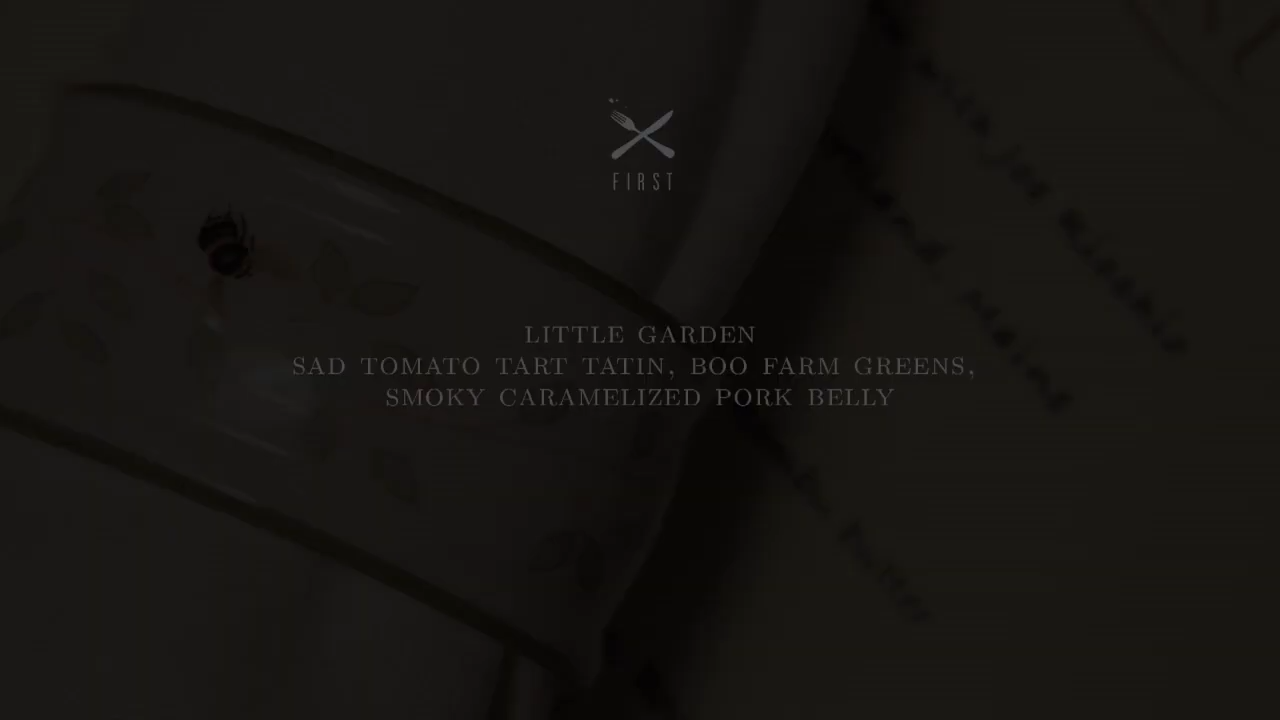 FIRST
LITTLE GARDEN
SAD TOMATO TART TATIN, BOO FARM GREENS,
SMOKY CARAMELIZED PORK BELLY